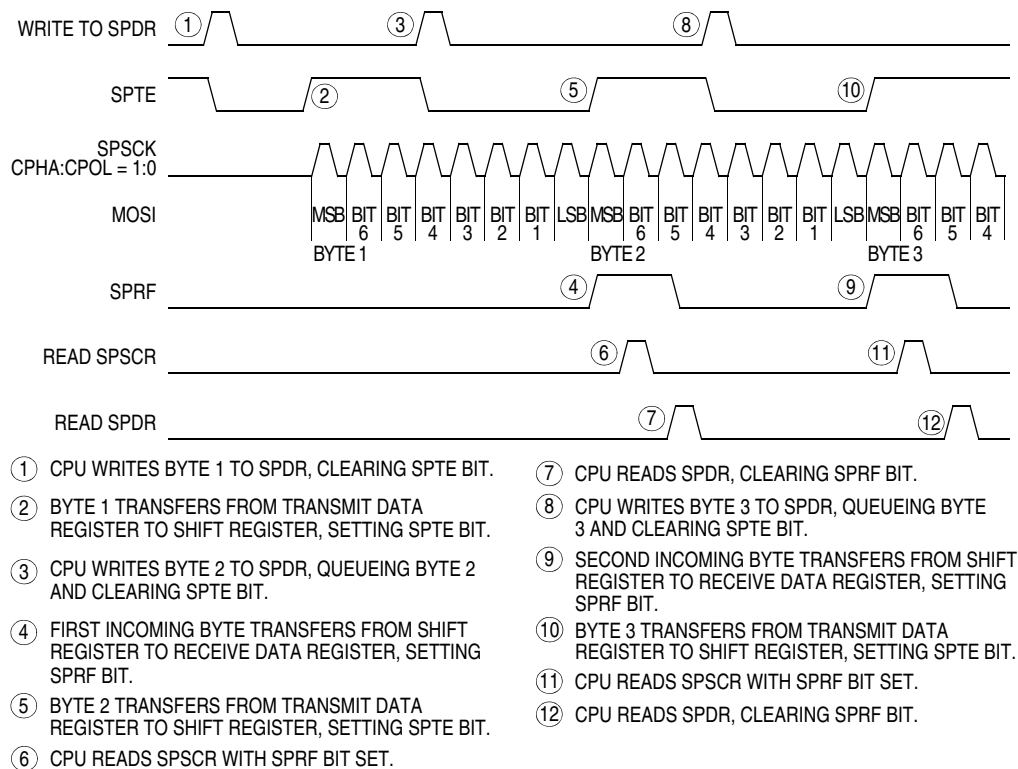 WRITE TO SPDR 1 3 8
SPTE 2 5 10
SPSCK
CPHA:CPOL = 1:0
MOSI MSB BIT 6 BIT 5 BIT 4 BIT 3 BIT 2 BIT 1 LSB MSB BIT 6 BIT 5 BIT 4 BIT 3 BIT 2 BIT 1 LSB MSB BIT 6 BIT 5 BIT 4
BYTE 1 BYTE 2 BYTE 3
SPRF 4 9
READ SPSCR 6 11
READ SPDR 7 12
1 CPU WRITES BYTE 1 TO SPDR, CLEARING SPTE BIT.
2 BYTE 1 TRANSFERS FROM TRANSMIT DATA
REGISTER TO SHIFT REGISTER, SETTING SPTE BIT.
3 CPU WRITES BYTE 2 TO SPDR, QUEUEING BYTE 2
AND CLEARING SPTE BIT.
4 FIRST INCOMING BYTE TRANSFERS FROM SHIFT
REGISTER TO RECEIVE DATA REGISTER, SETTING
SPRF BIT.
5 BYTE 2 TRANSFERS FROM TRANSMIT DATA
REGISTER TO SHIFT REGISTER, SETTING SPTE BIT.
6 CPU READS SPSCR WITH SPRF BIT SET.
7 CPU READS SPDR, CLEARING SPRF BIT.
8 CPU WRITES BYTE 3 TO SPDR, QUEUEING BYTE
3 AND CLEARING SPTE BIT.
9 SECOND INCOMING BYTE TRANSFERS FROM SHIFT
REGISTER TO RECEIVE DATA REGISTER, SETTING
SPRF BIT.
10 BYTE 3 TRANSFERS FROM TRANSMIT DATA
REGISTER TO SHIFT REGISTER, SETTING SPTE BIT.
11 CPU READS SPSCR WITH SPRF BIT SET.
12 CPU READS SPDR, CLEARING SPRF BIT.